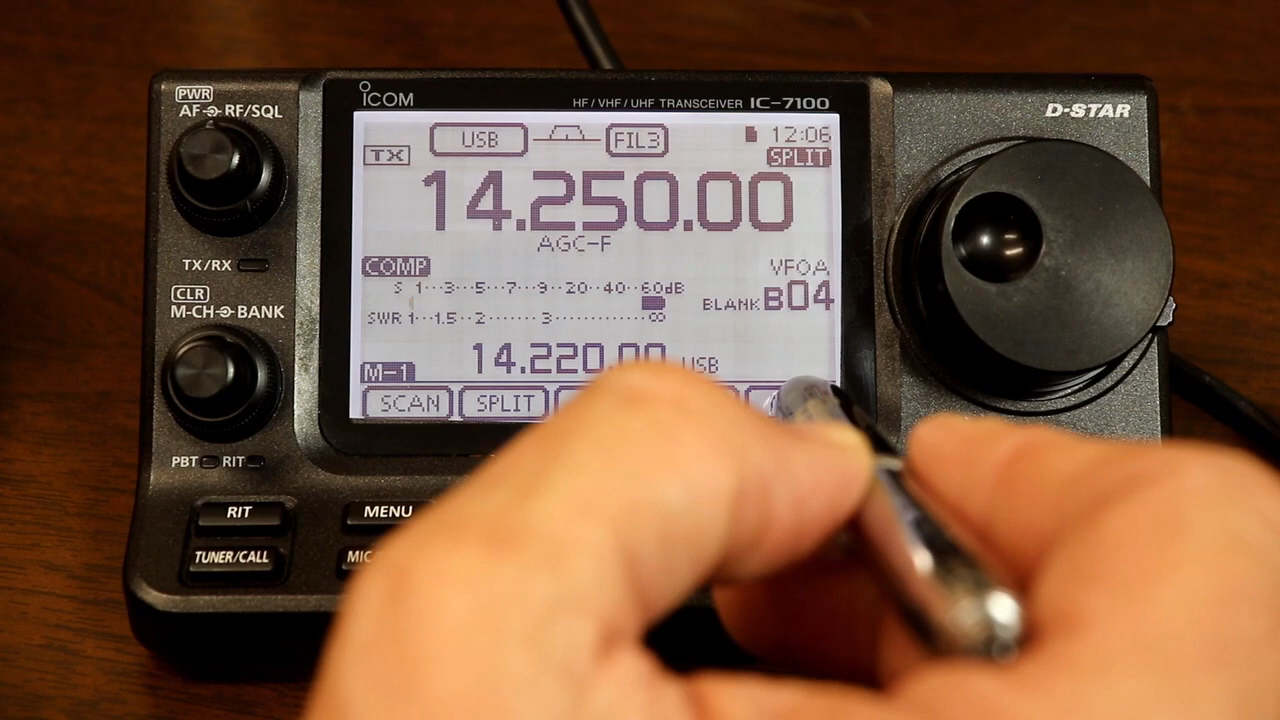 PWR
AF RF/SQL
ICOM
HF/VHF/UHF TRANSCEIVER IC-7100
D-STAR
USB FIL3 12:06
TX SPLIT
14.250.00
AGC-F
TX/RX
COMP VFOA
S 1··3··5··7··9··20··40··60dB
BLANK B04
CLR
M-CH BANK
SWR 1··1.5··2····3········∞
14.220.00 USB
M-1
SCAN SPLIT
PBT RIT
RIT MENU
TUNER/CALL MIC